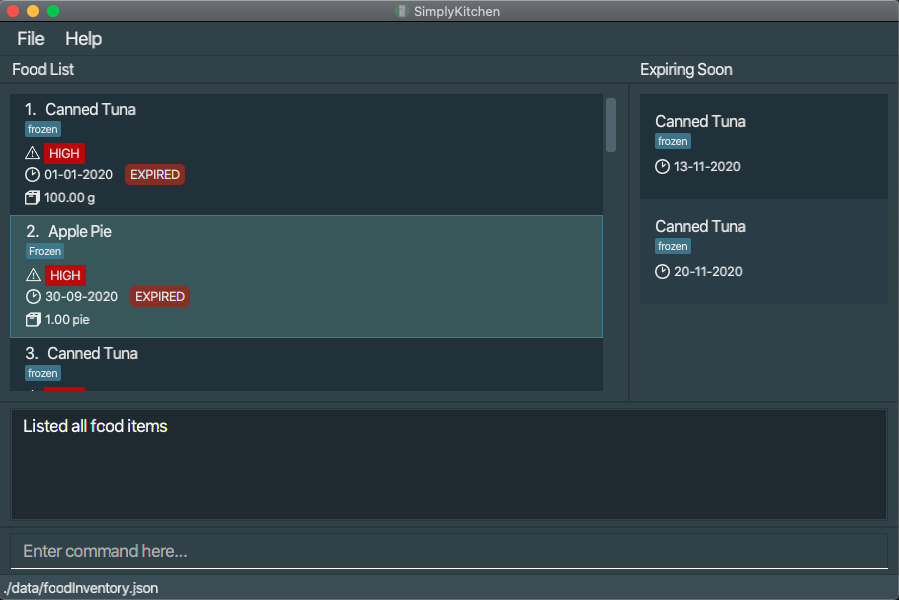 SimplyKitchen
File Help
Food List
1. Canned Tuna
frozen
HIGH
01-01-2020 EXPIRED
100.00 g
2. Apple Pie
Frozen
HIGH
30-09-2020 EXPIRED
1.00 pie
3. Canned Tuna
frozen
Expiring Soon
Canned Tuna
frozen
13-11-2020
Canned Tuna
frozen
20-11-2020
Listed all food items
Enter command here...
./data/foodInventory.json